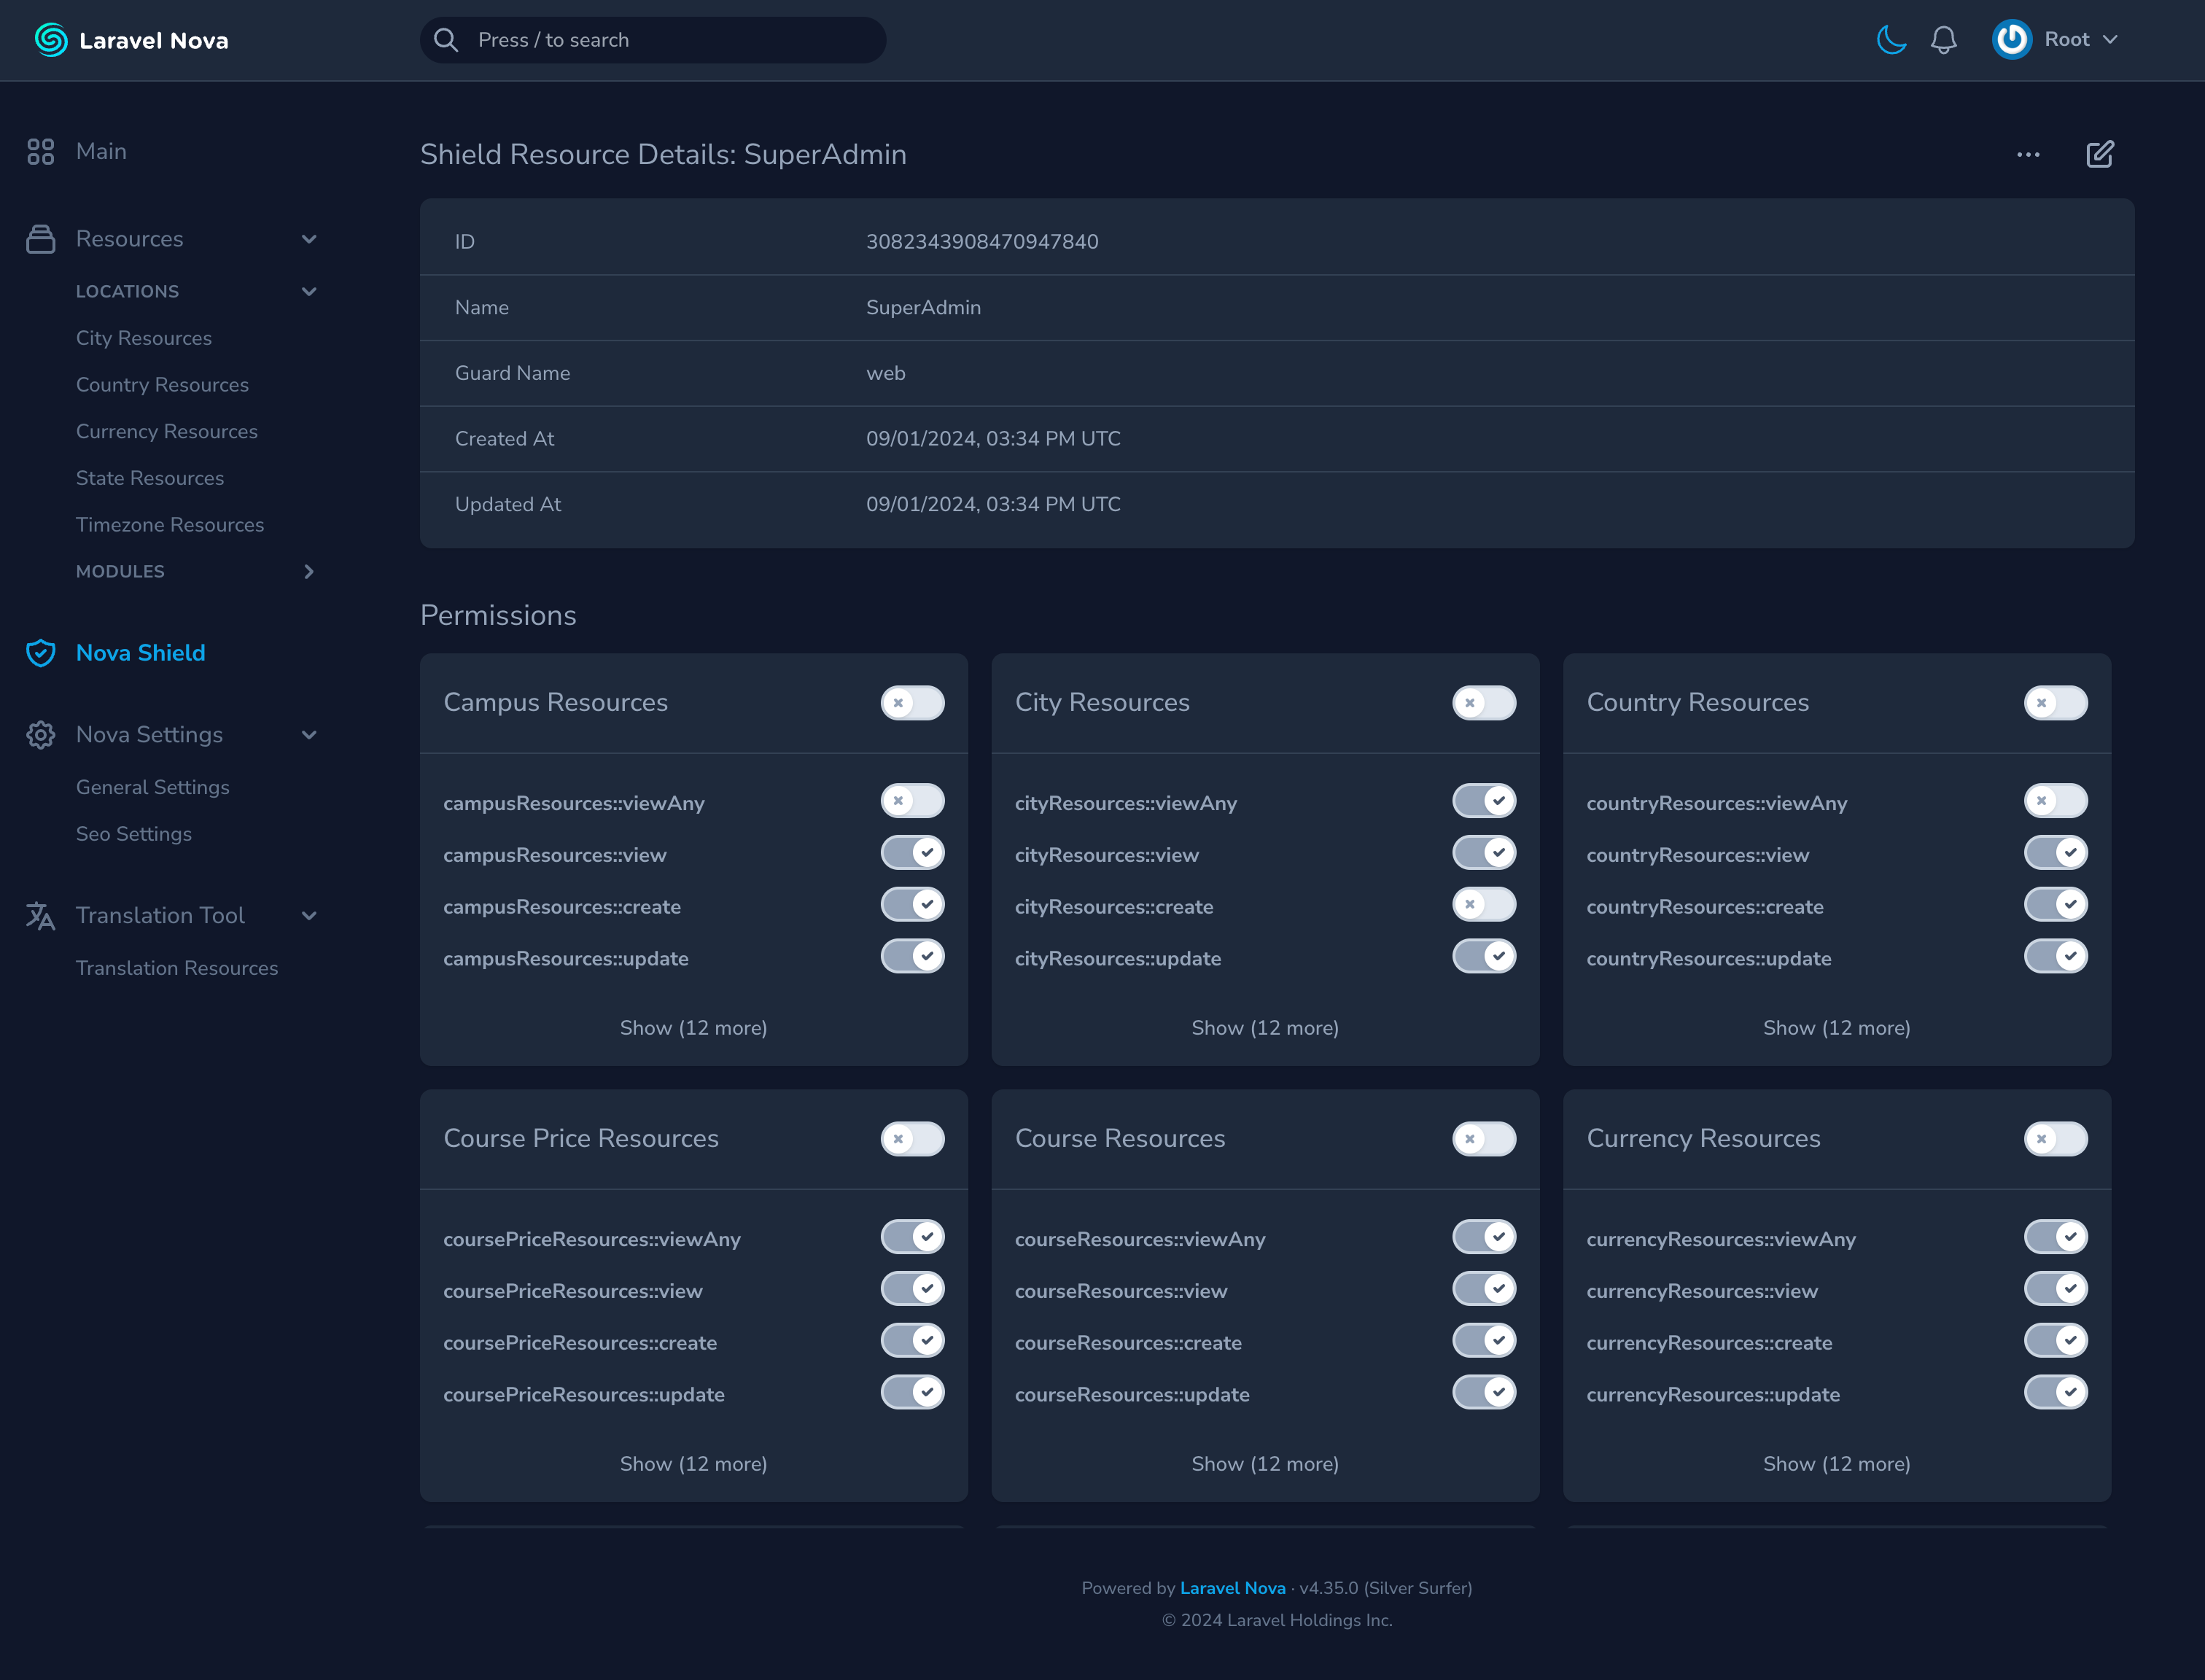 Laravel Nova
Press / to search
Root
Main
Resources
LOCATIONS
City Resources
Country Resources
Currency Resources
State Resources
Timezone Resources
MODULES
Nova Shield
Nova Settings
General Settings
Seo Settings
Translation Tool
Translation Resources
Shield Resource Details: SuperAdmin
ID 3082343908470947840
Name SuperAdmin
Guard Name web
Created At 09/01/2024, 03:34 PM UTC
Updated At 09/01/2024, 03:34 PM UTC
Permissions
Campus Resources
campusResources::viewAny
campusResources::view
campusResources::create
campusResources::update
Show (12 more)
City Resources
cityResources::viewAny
cityResources::view
cityResources::create
cityResources::update
Show (12 more)
Country Resources
countryResources::viewAny
countryResources::view
countryResources::create
countryResources::update
Show (12 more)
Course Price Resources
coursePriceResources::viewAny
coursePriceResources::view
coursePriceResources::create
coursePriceResources::update
Show (12 more)
Course Resources
courseResources::viewAny
courseResources::view
courseResources::create
courseResources::update
Show (12 more)
Currency Resources
currencyResources::viewAny
currencyResources::view
currencyResources::create
currencyResources::update
Show (12 more)
Powered by Laravel Nova · v4.35.0 (Silver Surfer)
© 2024 Laravel Holdings Inc.